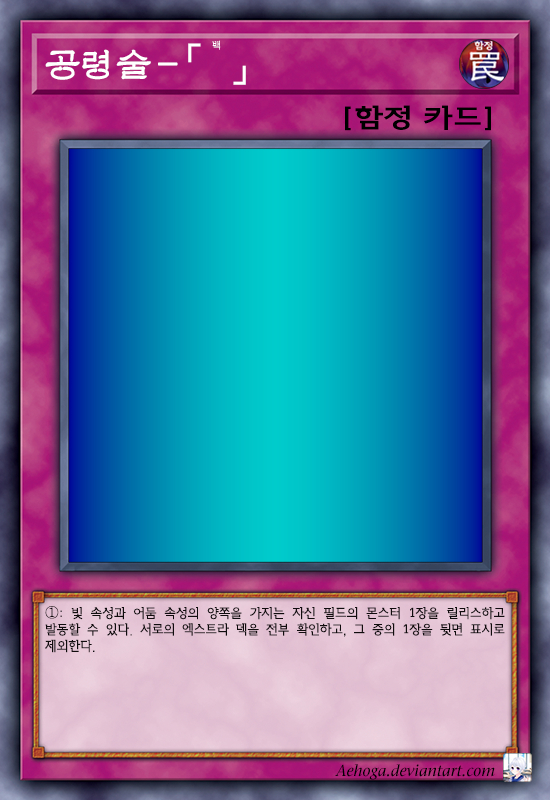 공령술-「백 」
함정
罠
[함정 카드]
①: 빛 속성과 어둠 속성의 양쪽을 가지는 자신 필드의 몬스터 1장을 릴리스하고
발동할 수 있다. 서로의 엑스트라 덱을 전부 확인하고, 그 중의 1장을 뒷면 표시로
제외한다.
Aehoga.deviantart.com